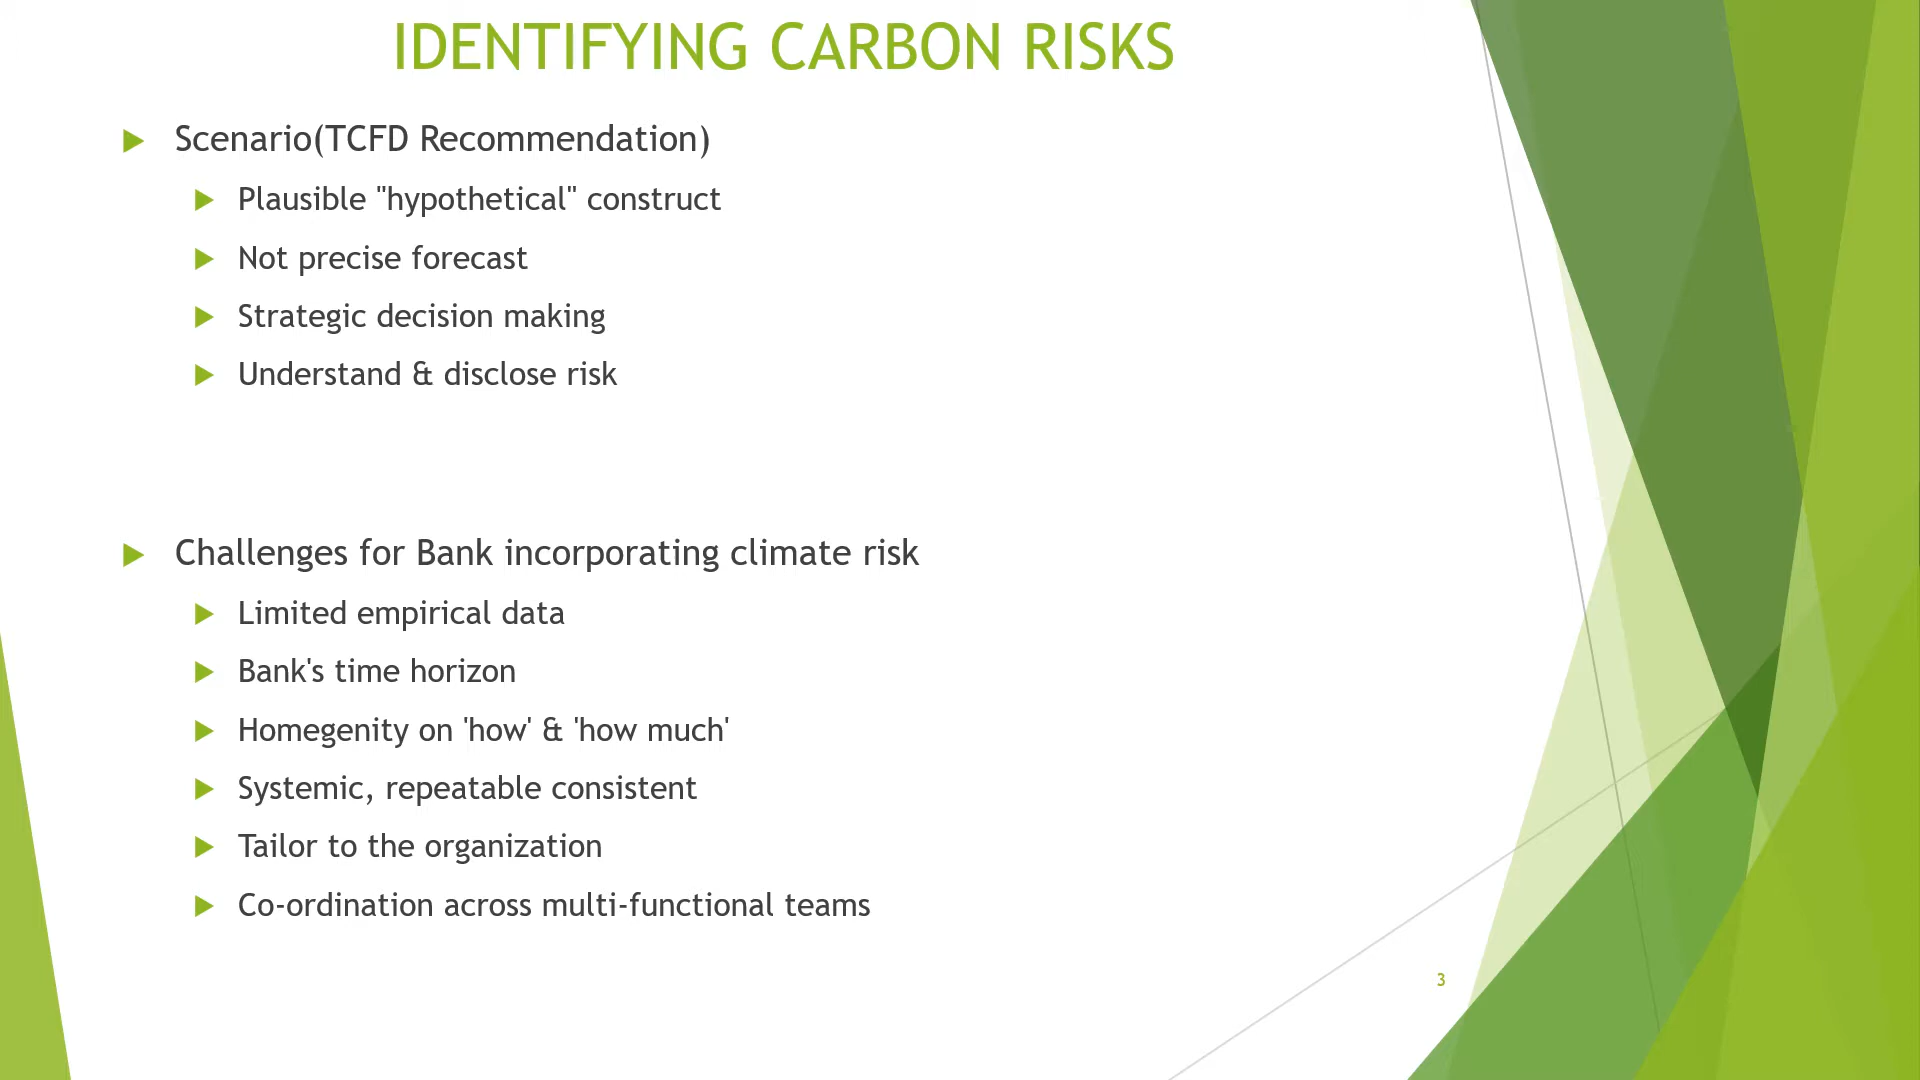 IDENTIFYING CARBON RISKS
Scenario(TCFD Recommendation)
Plausible "hypothetical" construct
Not precise forecast
Strategic decision making
Understand & disclose risk
Challenges for Bank incorporating climate risk
Limited empirical data
Bank's time horizon
Homegenity on 'how' & 'how much'
Systemic, repeatable consistent
Tailor to the organization
Co-ordination across multi-functional teams
3